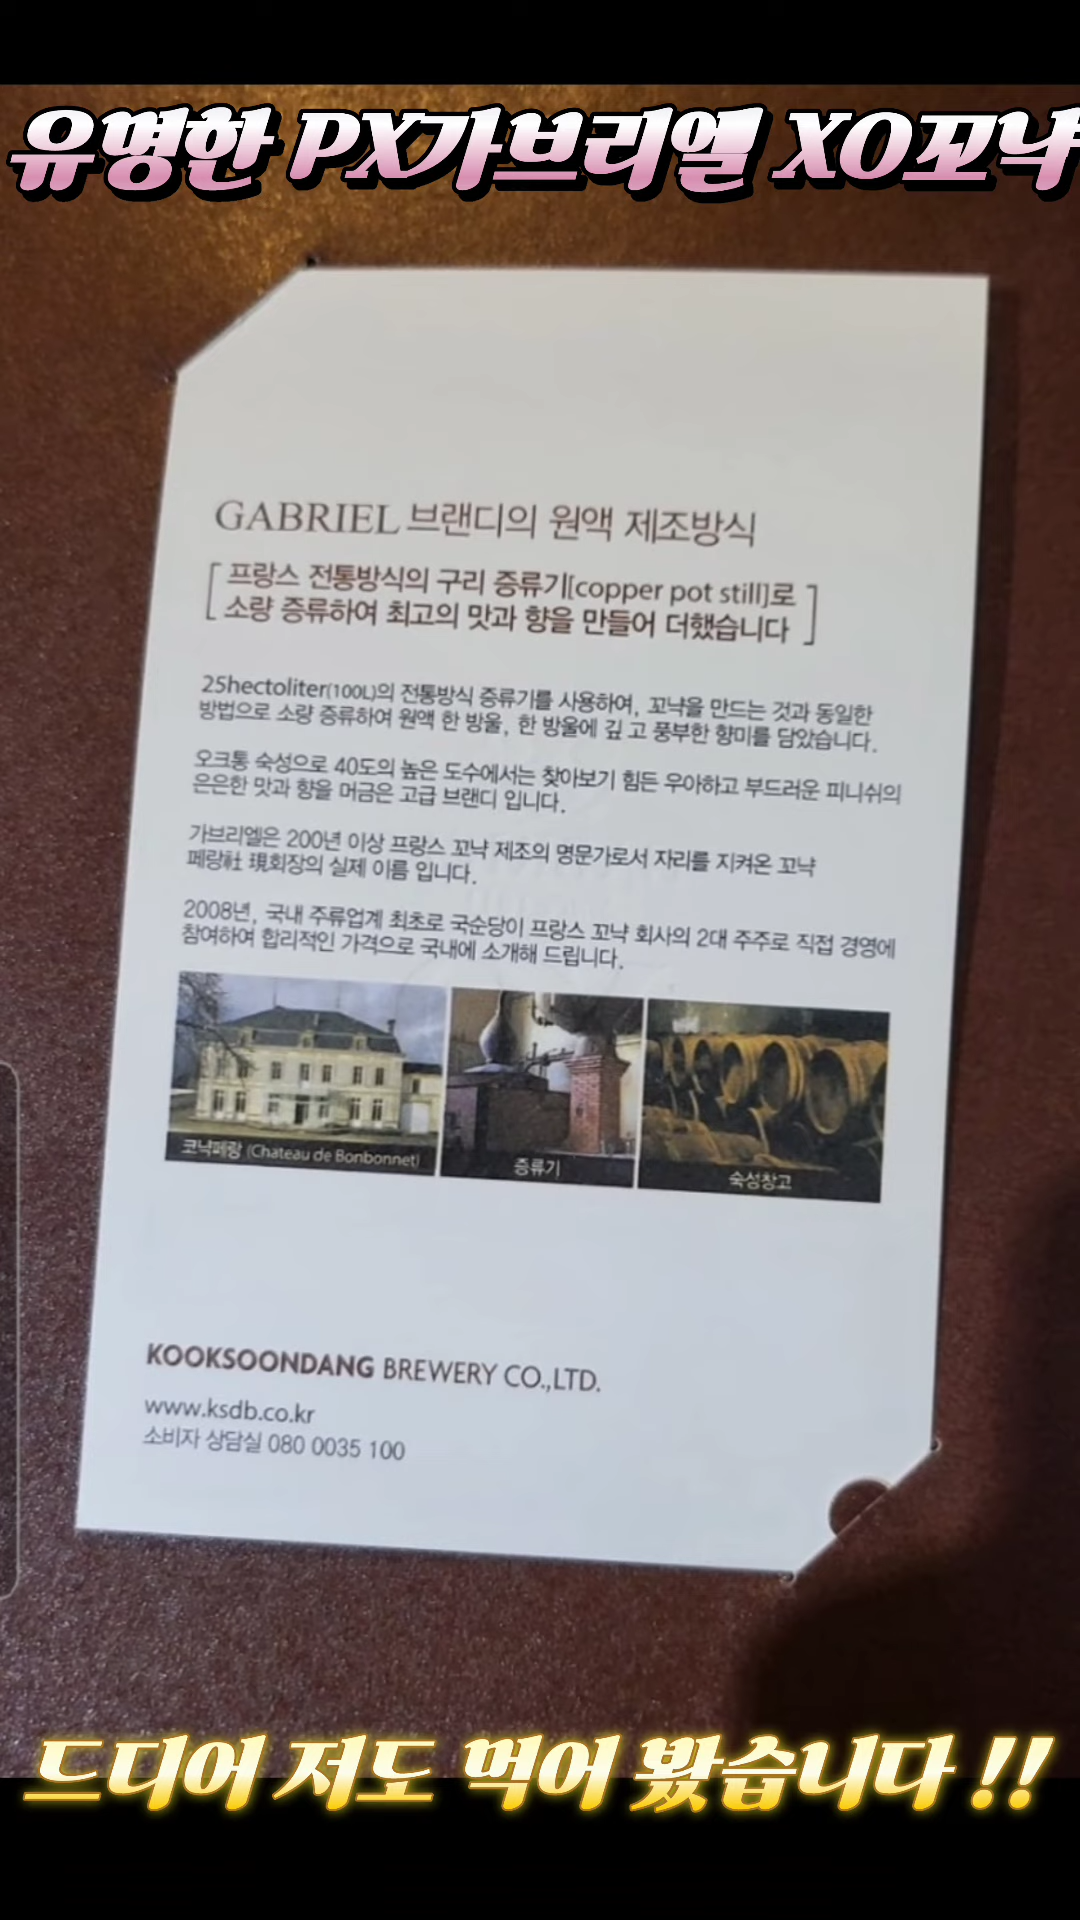 유명한 PX가브리엘 XO꼬냑
GABRIEL 브랜디의 원액 제조방식
[프랑스 전통방식의 구리 증류기[copper pot still]로
소량 증류하여 최고의 맛과 향을 만들어 더했습니다]
25hectoliter(100L)의 전통방식 증류기를 사용하여, 꼬냑을 만드는 것과 동일한
방법으로 소량 증류하여 원액 한 방울, 한 방울에 깊 고 풍부한 향미를 담았습니다.
오크통 숙성으로 40도의 높은 도수에서는 찾아보기 힘든 우아하고 부드러운 피니쉬의
은은한 맛과 향을 머금은 고급 브랜디 입니다.
가브리엘은 200년 이상 프랑스 꼬냑 제조의 명문가로서 자리를 지켜온 꼬냑
페랑社 現회장의 실제 이름 입니다.
2008년, 국내 주류업계 최초로 국순당이 프랑스 꼬냑 회사의 2대 주주로 직접 경영에
참여하여 합리적인 가격으로 국내에 소개해 드립니다.
코냑페랑 (Chateau de Bonbonnet)
증류기
숙성창고
KOOKSOONDANG BREWERY CO.,LTD.
www.ksdb.co.kr
소비자 상담실 080 0035 100
드디어 저도 먹어 봤습니다 !!